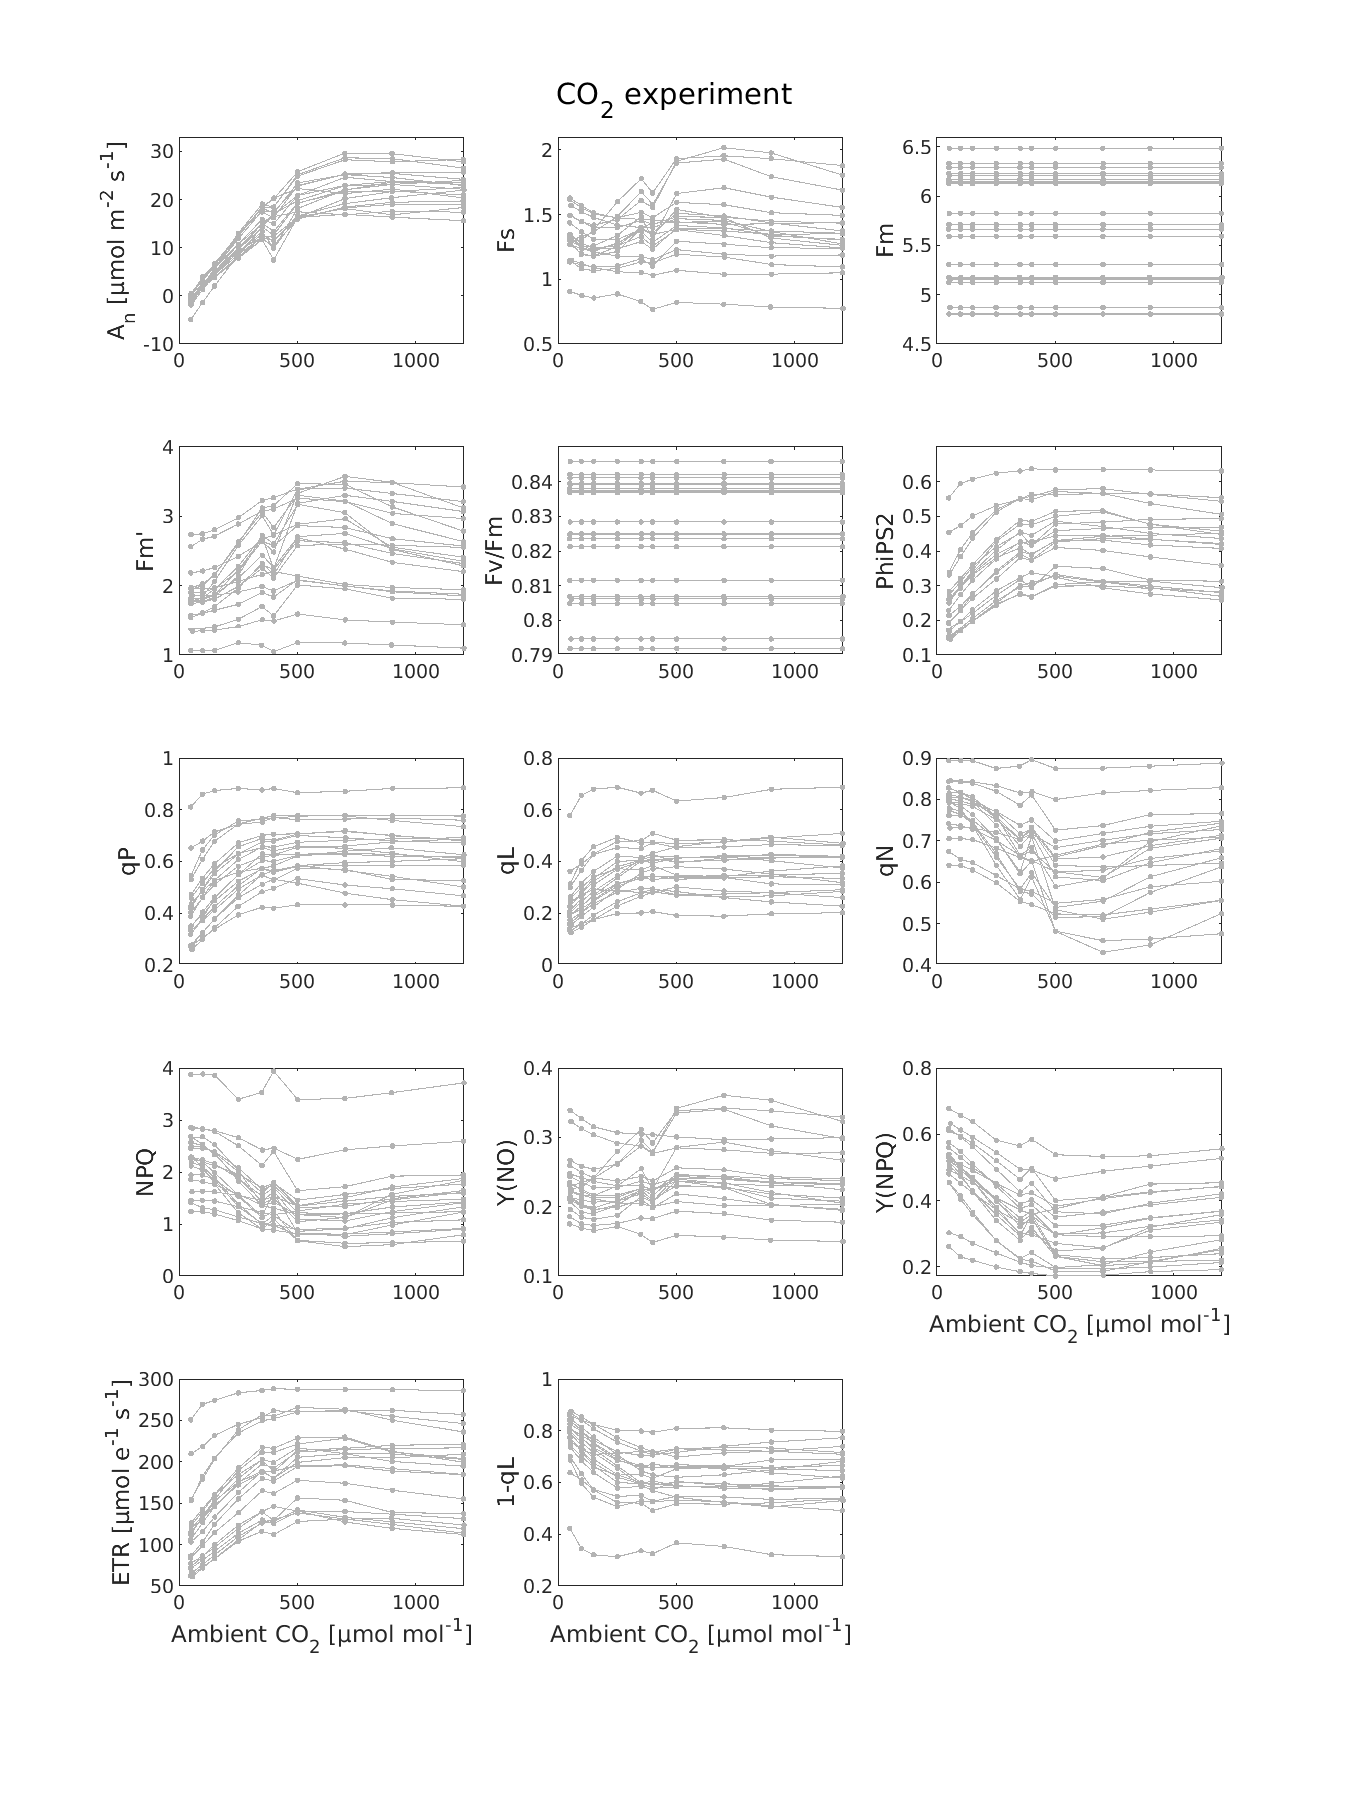 CO2 experiment
An [µmol m-2 s-1]
30
20
10
0
-10
0 500 1000
Fs
2
1.5
1
0.5
0 500 1000
Fm
6.5
6
5.5
5
4.5
0 500 1000
Fm'
4
3
2
1
0 500 1000
Fv/Fm
0.84
0.83
0.82
0.81
0.8
0.79
0 500 1000
PhiPS2
0.6
0.5
0.4
0.3
0.2
0.1
0 500 1000
qP
1
0.8
0.6
0.4
0.2
0 500 1000
qL
0.8
0.6
0.4
0.2
0
0 500 1000
qN
0.9
0.8
0.7
0.6
0.5
0.4
0 500 1000
NPQ
4
3
2
1
0
0 500 1000
Y(NO)
0.4
0.3
0.2
0.1
0 500 1000
Y(NPQ)
0.8
0.6
0.4
0.2
0 500 1000
Ambient CO2 [µmol mol-1]
ETR [µmol e-1 s-1]
300
250
200
150
100
50
0 500 1000
Ambient CO2 [µmol mol-1]
1-qL
1
0.8
0.6
0.4
0.2
0 500 1000
Ambient CO2 [µmol mol-1]